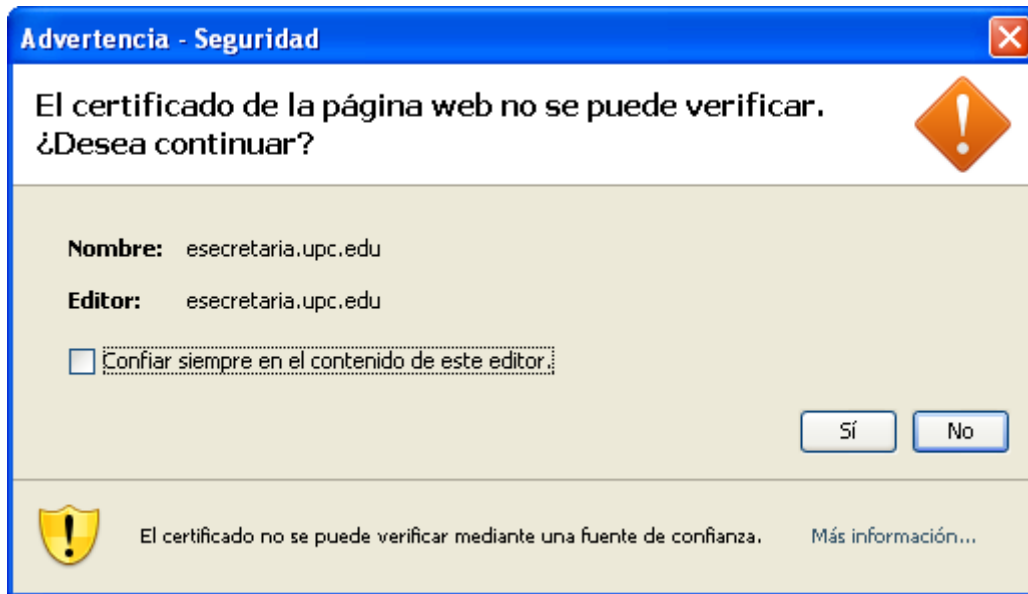 Advertencia - Seguridad
El certificado de la página web no se puede verificar.
¿Desea continuar?
Nombre: esecretaria.upc.edu
Editor: esecretaria.upc.edu
Confiar siempre en el contenido de este editor.
Sí No
El certificado no se puede verificar mediante una fuente de confianza. Más información...